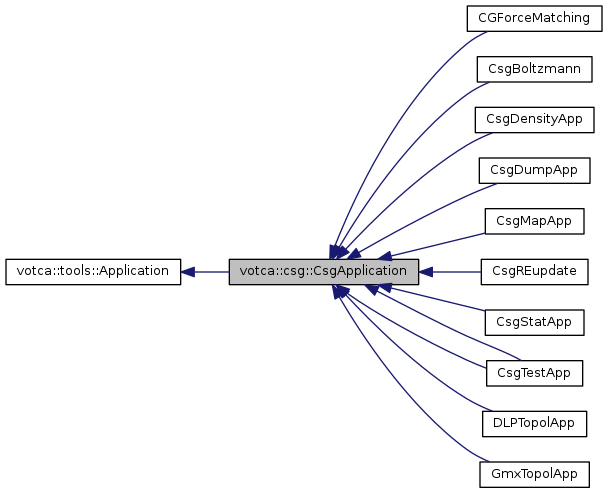 CGForceMatching
CsgBoltzmann
CsgDensityApp
CsgDumpApp
CsgMapApp
votca::tools::Application
votca::csg::CsgApplication
CsgREupdate
CsgStatApp
CsgTestApp
DLPTopolApp
GmxTopolApp